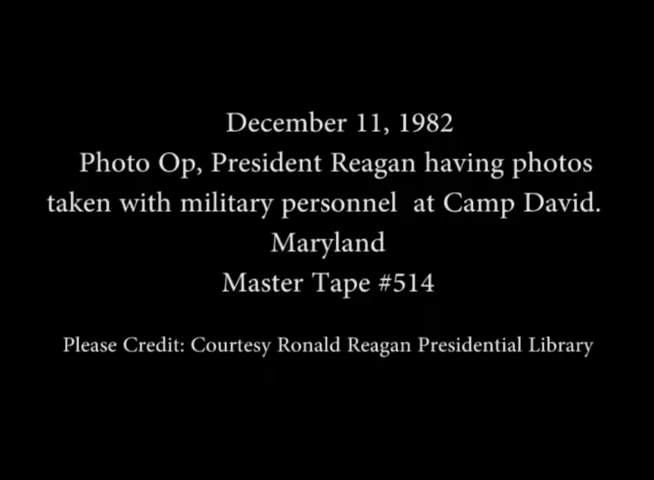 December 11, 1982
Photo Op, President Reagan having photos
taken with military personnel at Camp David.
Maryland
Master Tape #514
Please Credit: Courtesy Ronald Reagan Presidential Library